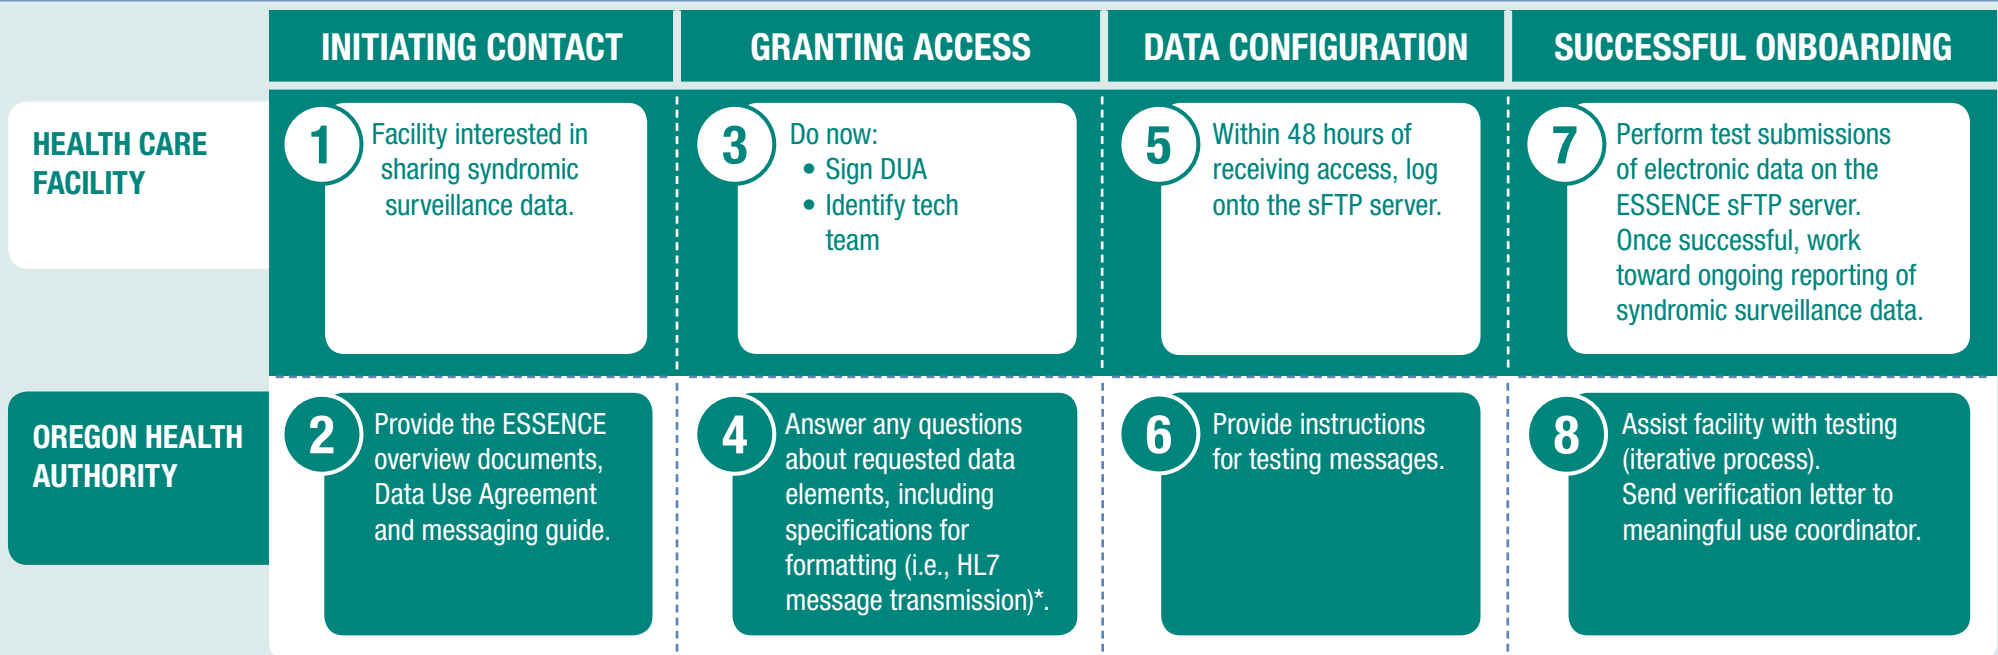 INITIATING CONTACT
GRANTING ACCESS
DATA CONFIGURATION
SUCCESSFUL ONBOARDING
HEALTH CARE
FACILITY
1
Facility interested in
sharing syndromic
surveillance data.
3
Do now:
• Sign DUA
• Identify tech
team
5
Within 48 hours of
receiving access, log
onto the sFTP server.
7
Perform test submissions
of electronic data on the
ESSENCE sFTP server.
Once successful, work
toward ongoing reporting of
syndromic surveillance data.
OREGON HEALTH
AUTHORITY
2
Provide the ESSENCE
overview documents,
Data Use Agreement
and messaging guide.
4
Answer any questions
about requested data
elements, including
specifications for
formatting (i.e., HL7
message transmission)*.
6
Provide instructions
for testing messages.
8
Assist facility with testing
(iterative process).
Send verification letter to
meaningful use coordinator.